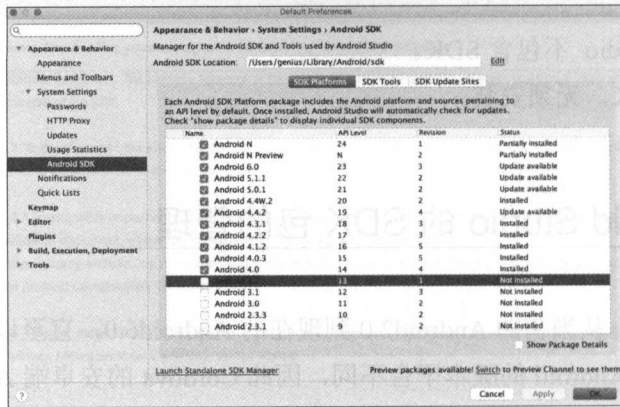 Default Preferences
Appearance & Behavior › System Settings › Android SDK
Manager for the Android SDK and Tools used by Android Studio
Android SDK Location: /Users/genius/Library/Android/sdk Edit
SDK Platforms SDK Tools SDK Update Sites
Each Android SDK Platform package includes the Android platform and sources pertaining to
an API level by default. Once installed, Android Studio will automatically check for updates.
Check "show package details" to display individual SDK components.
Name API Level Revision Status
Android N 24 1 Partially installed
Android N Preview N 2 Partially installed
Android 6.0 23 3 Update available
Android 5.1.1 22 2 Update available
Android 5.0.1 21 2 Update available
Android 4.4W.2 20 2 Installed
Android 4.4.2 19 Update available
Android 4.3.1 18 3 Installed
Android 4.2.2 17 3 Installed
Android 4.1.2 16 5 Installed
Android 4.0.3 15 5 Installed
Android 4.0 14 4 Installed
13 1 Not installed
Android 3.1 12 3 Not installed
Android 3.0 11 2 Not installed
Android 2.3.3 10 2 Not installed
Android 2.3.1 9 Not installed
Show Package Details
Launch Standalone SDK Manager Preview packages available! Switch to Preview Channel to see them
Cancel Apply OK
Appearance & Behavior
Appearance
Menus and Toolbars
System Settings
Passwords
HTTP Proxy
Updates
Usage Statistics
Android SDK
Notifications
Quick Lists
Keymap
Editor
Plugins
Build, Execution, Deployment
Tools
?